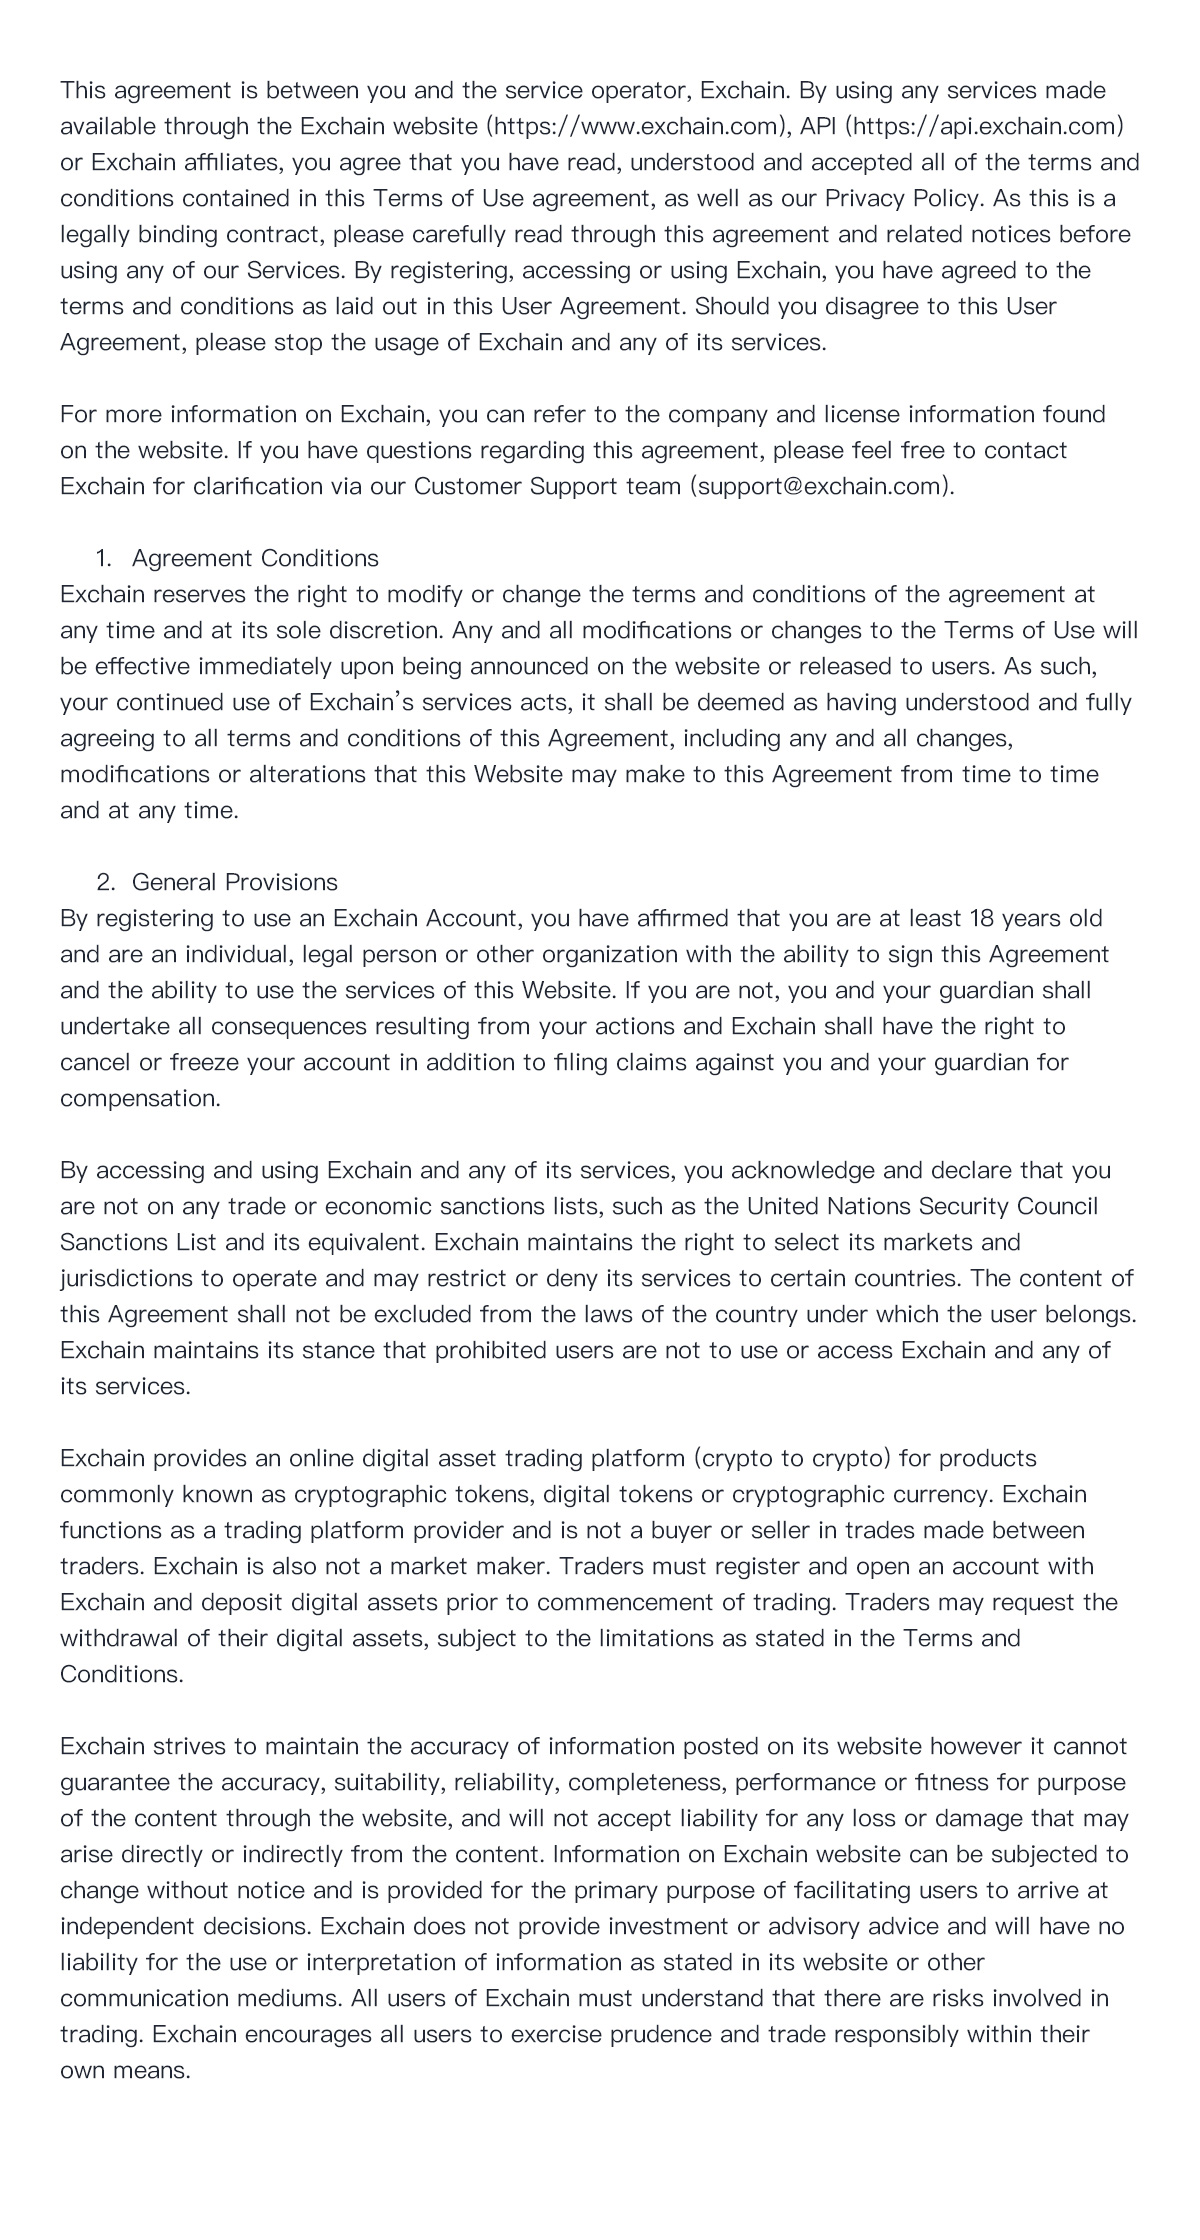 This agreement is between you and the service operator, Exchain. By using any services made
available through the Exchain website (https://www.exchain.com), API (https://api.exchain.com)
or Exchain affiliates, you agree that you have read, understood and accepted all of the terms and
conditions contained in this Terms of Use agreement, as well as our Privacy Policy. As this is a
legally binding contract, please carefully read through this agreement and related notices before
using any of our Services. By registering, accessing or using Exchain, you have agreed to the
terms and conditions as laid out in this User Agreement. Should you disagree to this User
Agreement, please stop the usage of Exchain and any of its services.

For more information on Exchain, you can refer to the company and license information found
on the website. If you have questions regarding this agreement, please feel free to contact
Exchain for clarification via our Customer Support team (support@exchain.com).

1. Agreement Conditions
Exchain reserves the right to modify or change the terms and conditions of the agreement at
any time and at its sole discretion. Any and all modifications or changes to the Terms of Use will
be effective immediately upon being announced on the website or released to users. As such,
your continued use of Exchain’s services acts, it shall be deemed as having understood and fully
agreeing to all terms and conditions of this Agreement, including any and all changes,
modifications or alterations that this Website may make to this Agreement from time to time
and at any time.

2. General Provisions
By registering to use an Exchain Account, you have affirmed that you are at least 18 years old
and are an individual, legal person or other organization with the ability to sign this Agreement
and the ability to use the services of this Website. If you are not, you and your guardian shall
undertake all consequences resulting from your actions and Exchain shall have the right to
cancel or freeze your account in addition to filing claims against you and your guardian for
compensation.

By accessing and using Exchain and any of its services, you acknowledge and declare that you
are not on any trade or economic sanctions lists, such as the United Nations Security Council
Sanctions List and its equivalent. Exchain maintains the right to select its markets and
jurisdictions to operate and may restrict or deny its services to certain countries. The content of
this Agreement shall not be excluded from the laws of the country under which the user belongs.
Exchain maintains its stance that prohibited users are not to use or access Exchain and any of
its services.

Exchain provides an online digital asset trading platform (crypto to crypto) for products
commonly known as cryptographic tokens, digital tokens or cryptographic currency. Exchain
functions as a trading platform provider and is not a buyer or seller in trades made between
traders. Exchain is also not a market maker. Traders must register and open an account with
Exchain and deposit digital assets prior to commencement of trading. Traders may request the
withdrawal of their digital assets, subject to the limitations as stated in the Terms and
Conditions.

Exchain strives to maintain the accuracy of information posted on its website however it cannot
guarantee the accuracy, suitability, reliability, completeness, performance or fitness for purpose
of the content through the website, and will not accept liability for any loss or damage that may
arise directly or indirectly from the content. Information on Exchain website can be subjected to
change without notice and is provided for the primary purpose of facilitating users to arrive at
independent decisions. Exchain does not provide investment or advisory advice and will have no
liability for the use or interpretation of information as stated in its website or other
communication mediums. All users of Exchain must understand that there are risks involved in
trading. Exchain encourages all users to exercise prudence and trade responsibly within their
own means.